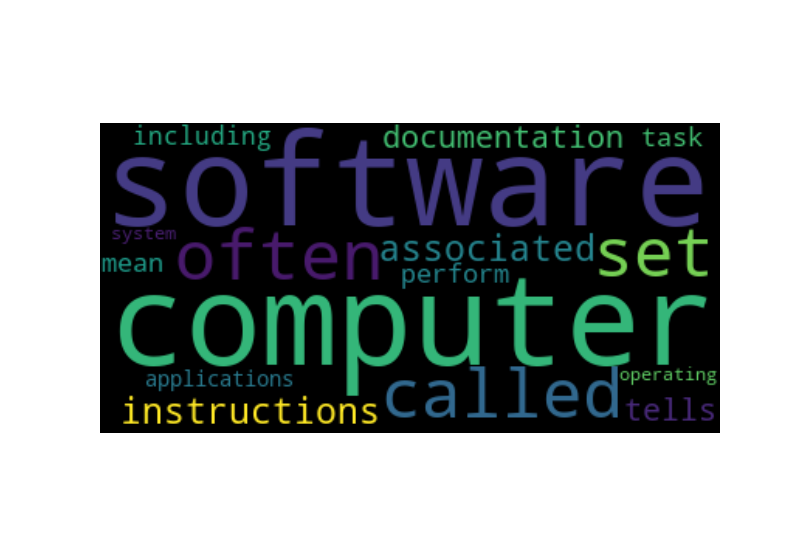 including documentation task
software
system often associated set
mean perform
computer
applications called operating
instructions tells